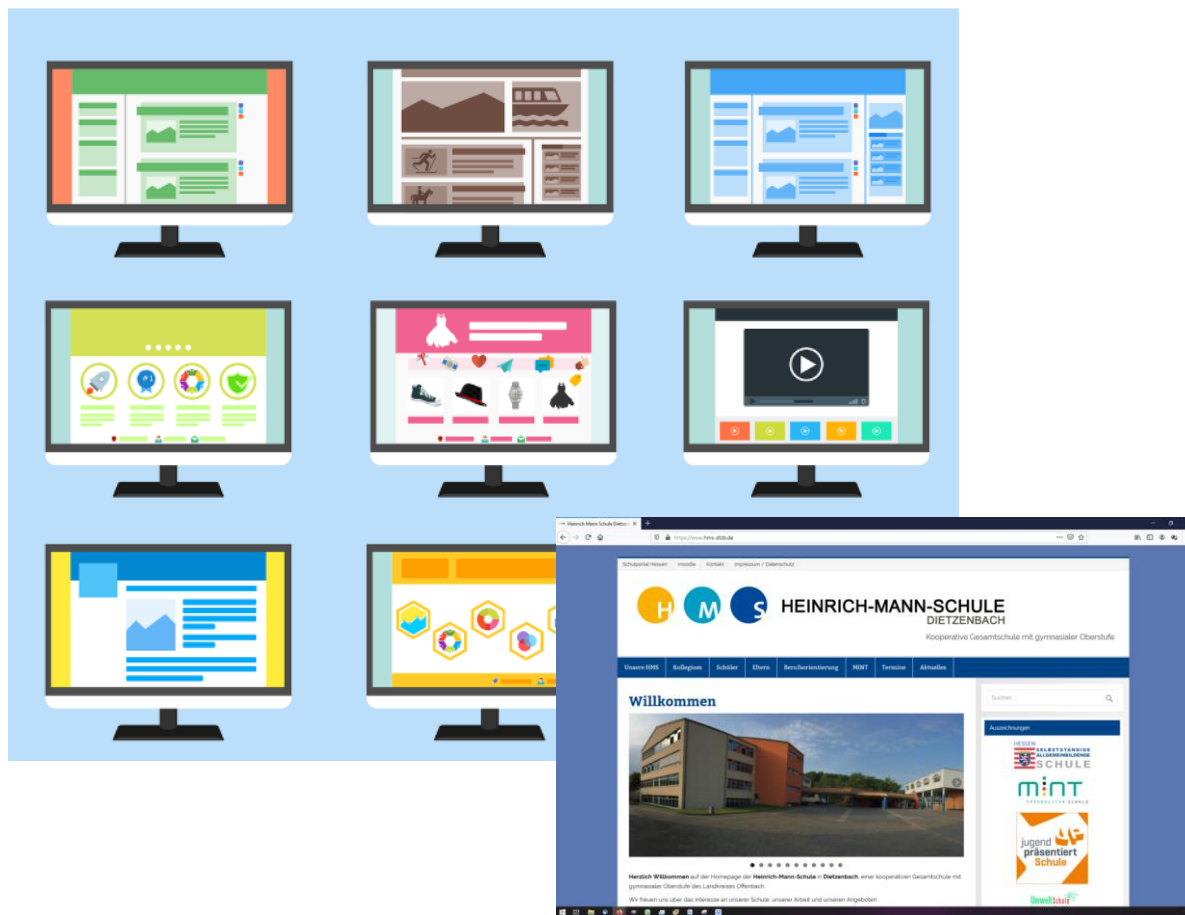 #1
Heinrich Mann Schule Dietzen
https://www.hms-dtzb.de
Schulportal Hessen moodle Kontakt Impressum / Datenschutz
H M S
HEINRICH-MANN-SCHULE
DIETZENBACH
Kooperative Gesamtschule mit gymnasialer Oberstufe
Unsere HMS Kollegium Schüler Eltern Berufsorientierung MINT Termine Aktuelles
Willkommen
Suchen...
Auszeichnungen
HESSEN
SELBSTSTÄNDIGE
ALLGEMEINBILDENDE
SCHULE
MINT
FREUNDLICHE SCHULE
jugend
präsentiert
Schule
UmweltSchule
Herzlich Willkommen auf der Homepage der Heinrich-Mann-Schule in Dietzenbach, einer kooperativen Gesamtschule mit
gymnasialer Oberstufe des Landkreises Offenbach.
Wir freuen uns über das Interesse an unserer Schule, unserer Arbeit und unseren Angeboten.